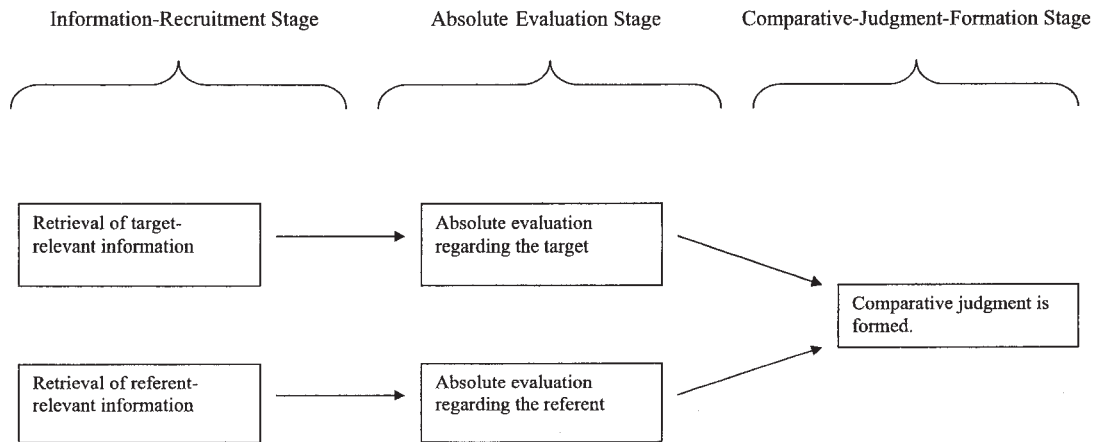 Information-Recruitment Stage
Absolute Evaluation Stage
Comparative-Judgment-Formation Stage
Retrieval of target-
relevant information
Absolute evaluation
regarding the target
Comparative judgment is
formed.
Retrieval of referent-
relevant information
Absolute evaluation
regarding the referent